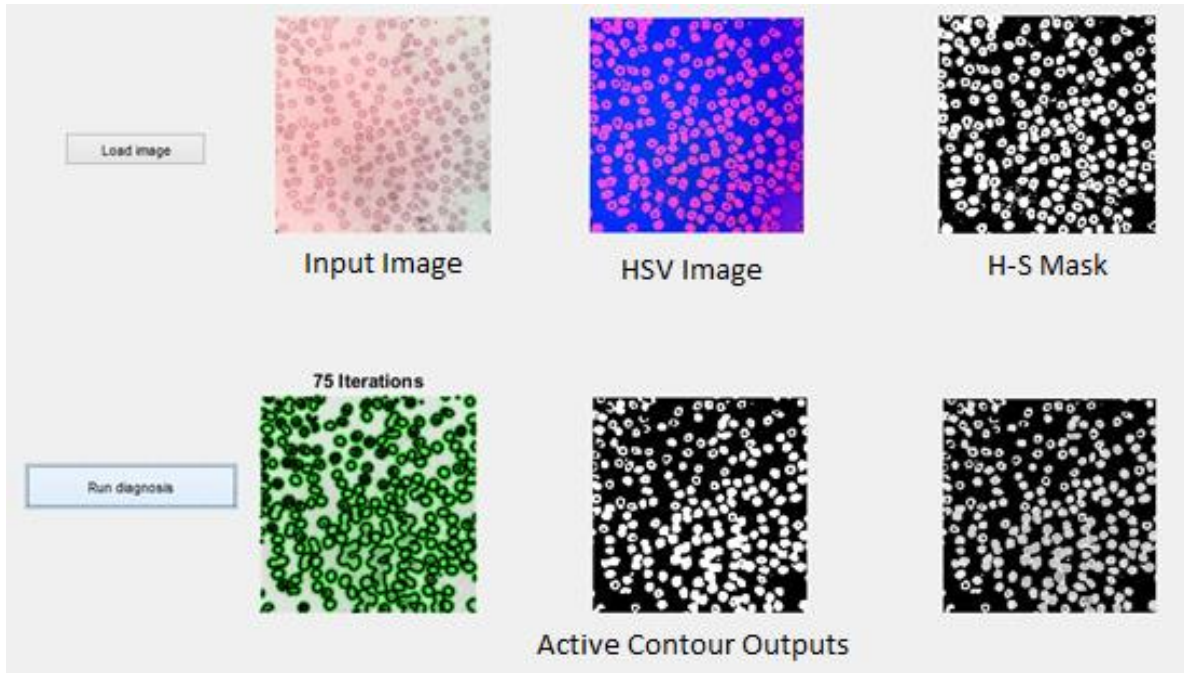 Load image
Input Image
HSV Image
H-S Mask
75 Iterations
Run diagnosis
Active Contour Outputs